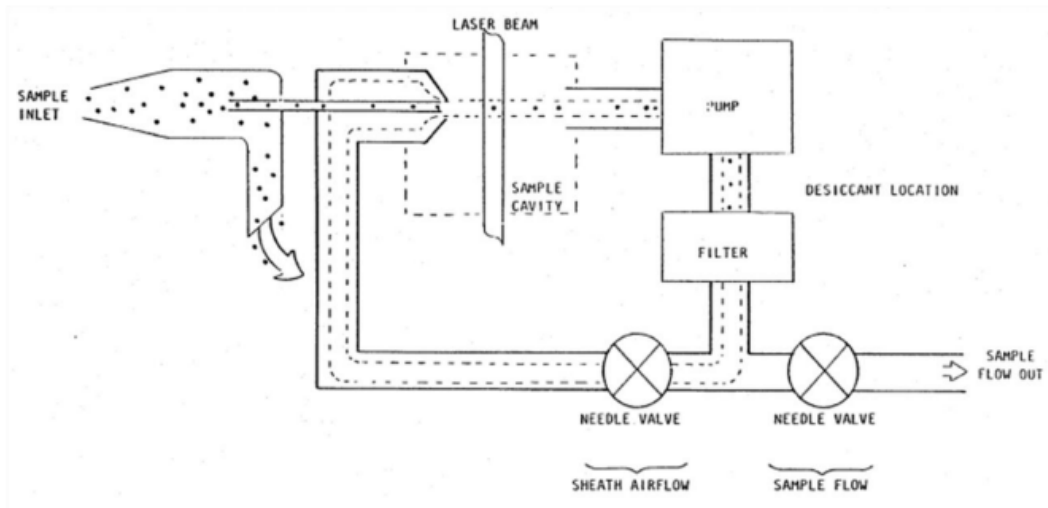 LASER BEAM
SAMPLE
INLET
PUMP
SAMPLE
CAVITY
DESICCANT LOCATION
FILTER
SAMPLE
FLOW OUT
NEEDLE VALVE
NEEDLE VALVE
SHEATH AIRFLOW
SAMPLE FLOW